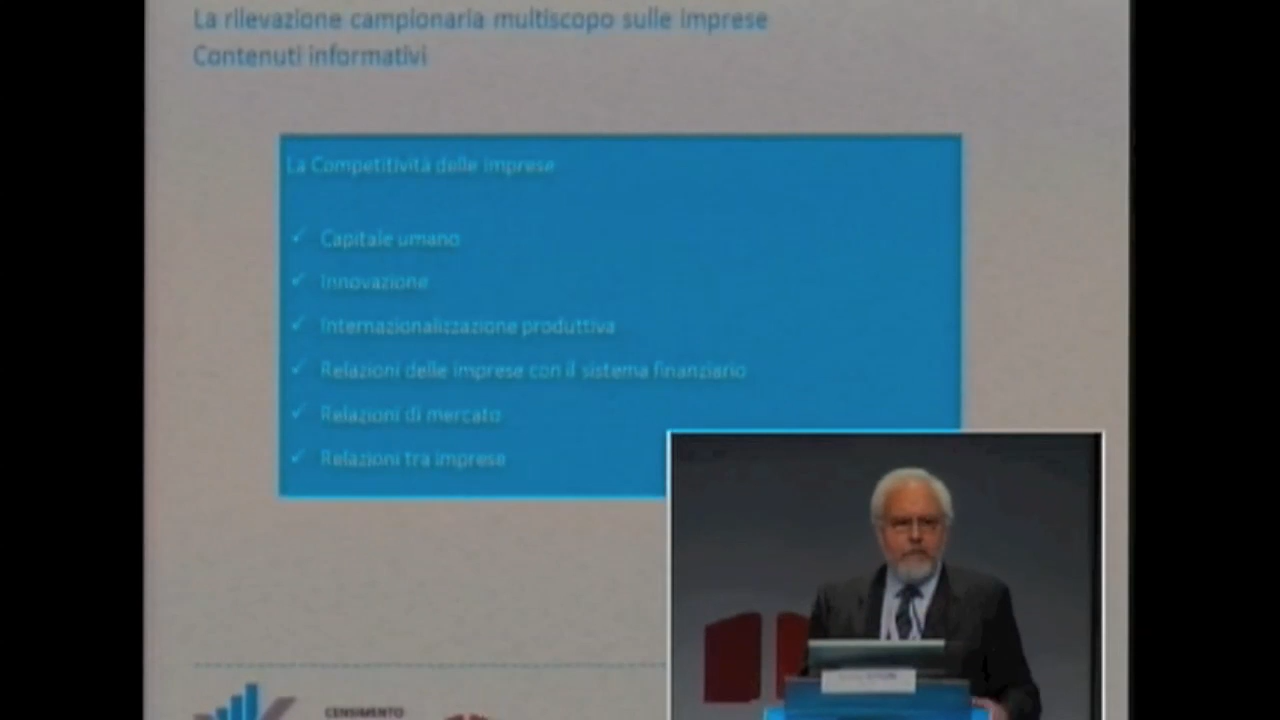 La rilevazione campionaria multiscopo sulle imprese
Contenuti informativi
La Competitività delle imprese
✓ Capitale umano
✓ Innovazione
✓ Internazionalizzazione produttiva
✓ Relazioni delle imprese con il sistema finanziario
✓ Relazioni di mercato
✓ Relazioni tra imprese
CENSIMENTO